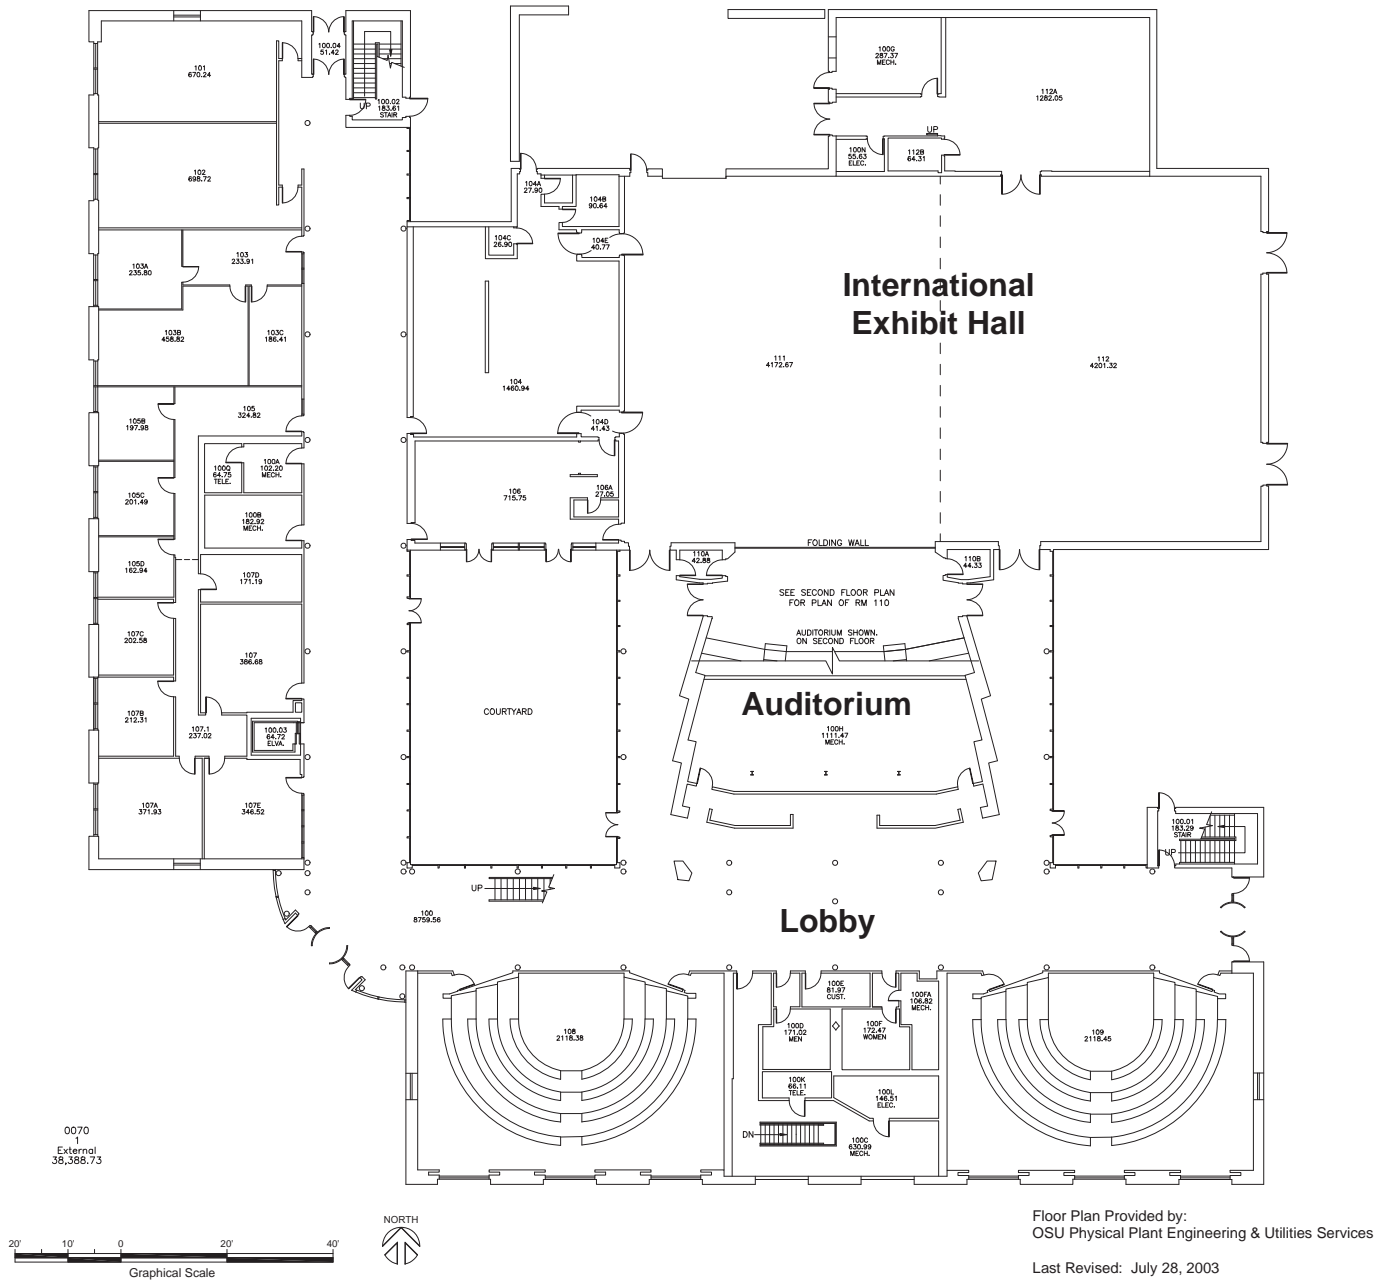 100.04
51.42
101
670.24
UP
100.02
183.61
STAIR
100G
287.37
MECH.
112A
1282.05
UP
100N
55.63
ELEC.
112B
64.31
102
698.72
104A
27.90
104B
90.64
104C
26.90
104E
40.77
103
233.91
103A
235.80
International
Exhibit Hall
103B
458.82
103C
186.41
111
4172.67
112
4201.32
104
1460.94
105
324.82
105B
197.98
104D
41.43
100Q
64.75
TELE.
100A
102.20
MECH.
105C
201.49
106
715.75
106A
27.05
100B
182.92
MECH.
FOLDING WALL
110A
42.88
110B
44.33
105D
162.94
107D
171.19
SEE SECOND FLOOR PLAN
FOR PLAN OF RM 110
107C
202.58
AUDITORIUM SHOWN.
ON SECOND FLOOR
107
386.68
Auditorium
107B
212.31
COURTYARD
107.1
237.02
100.03
64.72
ELVA.
100H
1111.47
MECH.
107A
371.93
107E
346.52
100.01
183.29
STAIR
UP
UP
100
8759.56
Lobby
100E
81.97
CUST.
100FA
106.82
MECH.
108
2118.38
100D
171.02
MEN
100F
172.47
WOMEN
109
2118.45
100K
66.11
TELE.
100L
146.51
ELEC.
DN
100C
630.99
MECH.
0070
1
External
38,388.73
NORTH
20' 10' 0 20' 40'
Graphical Scale
Floor Plan Provided by:
OSU Physical Plant Engineering & Utilities Services
Last Revised: July 28, 2003